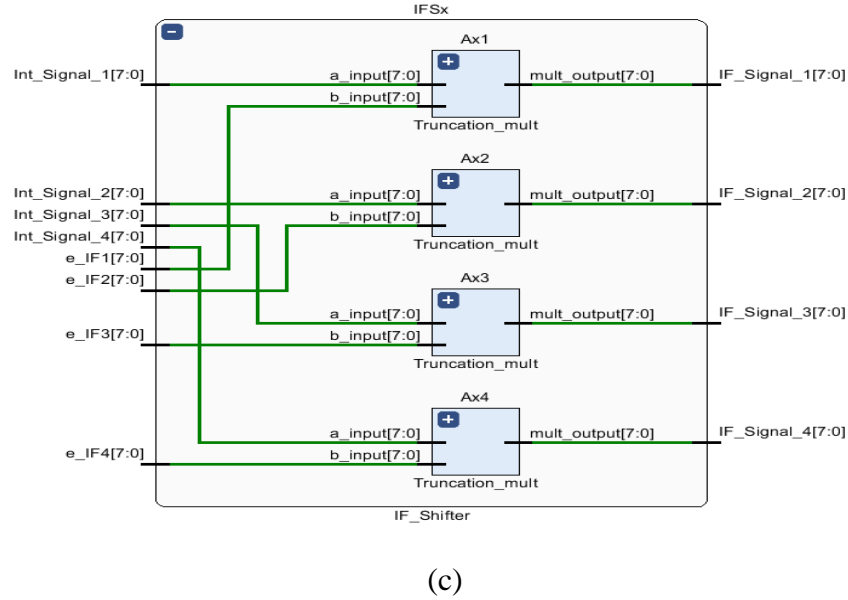 IFSx
Ax1
Int_Signal_1[7:0] a_input[7:0] mult_output[7:0] IF_Signal_1[7:0]
b_input[7:0]
Truncation_mult
Ax2
Int_Signal_2[7:0] a_input[7:0] mult_output[7:0] IF_Signal_2[7:0]
Int_Signal_3[7:0] b_input[7:0]
Int_Signal_4[7:0] Truncation_mult
e_IF1[7:0]
e_IF2[7:0] Ax3
a_input[7:0] mult_output[7:0] IF_Signal_3[7:0]
e_IF3[7:0] b_input[7:0]
Truncation_mult
Ax4
a_input[7:0] mult_output[7:0] IF_Signal_4[7:0]
e_IF4[7:0] b_input[7:0]
Truncation_mult
IF_Shifter
(c)